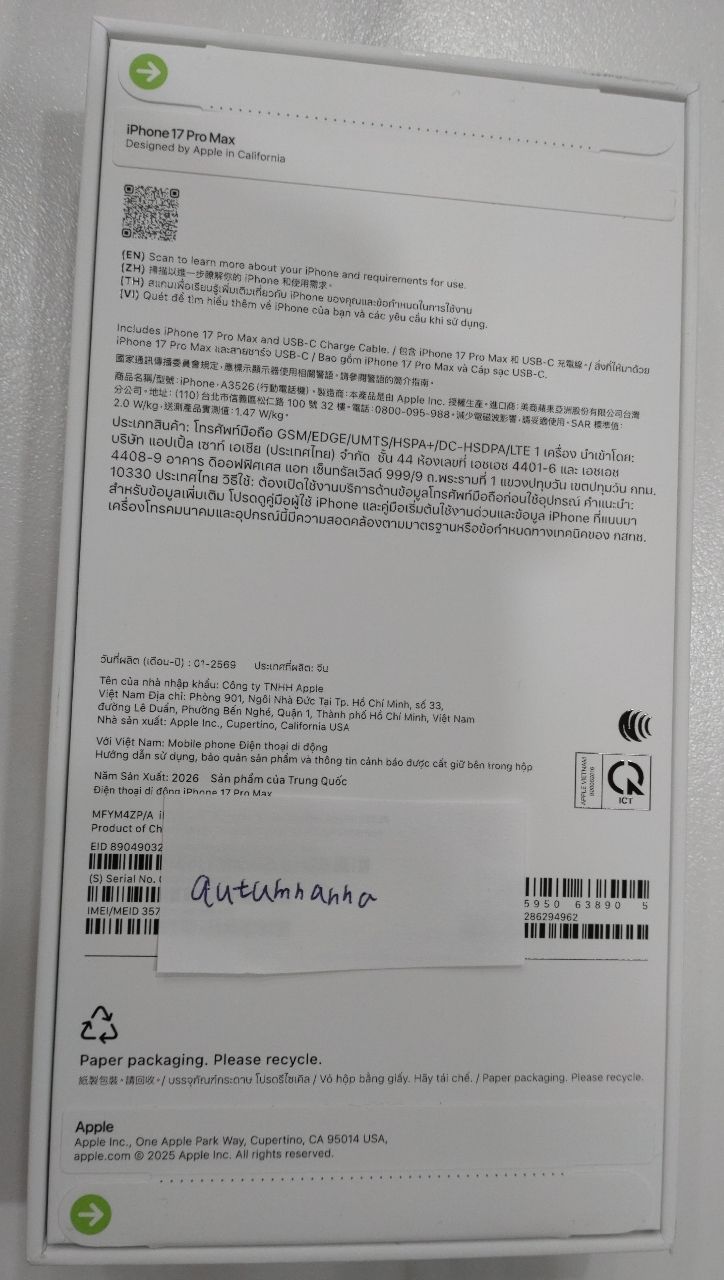 iPhone 17 Pro Max
Designed by Apple in California
(EN) Scan to learn more about your iPhone and requirements for use.
(ZH) 掃描以進一步瞭解你的 iPhone 和使用需求。
(TH) สแกนเพื่อเรียนรู้เพิ่มเติมเกี่ยวกับ iPhone ของคุณและข้อกำหนดในการใช้งาน
(VI) Quét để tìm hiểu thêm về iPhone của bạn và các yêu cầu khi sử dụng.
Includes iPhone 17 Pro Max and USB-C Charge Cable. / 包含 iPhone 17 Pro Max 和 USB-C 充電線。/ สิ่งที่ให้มาด้วย
iPhone 17 Pro Max และสายชาร์จ USB-C / Bao gồm iPhone 17 Pro Max và Cáp sạc USB-C.
國家通訊傳播委員會規定，應標示顯示器使用相關警語。請參閱警語的簡介指南。
商品名稱/型號：iPhone，A3526 (行動電話機)。製造商：本產品是由 Apple Inc. 授權生產。進口商：美商蘋果亞洲股份有限公司台灣
分公司。地址：(110) 台北市信義區松仁路 100 號 32 樓。電話：0800-095-988。減少電磁波影響，請妥適使用。SAR 標準值：
2.0 W/kg，送測產品實測值：1.47 W/kg。
ประเภทสินค้า: โทรศัพท์มือถือ GSM/EDGE/UMTS/HSPA+/DC-HSDPA/LTE 1 เครื่อง นำเข้าโดย:
บริษัท แอปเปิ้ล เซาท์ เอเชีย (ประเทศไทย) จำกัด ชั้น 44 ห้องเลขที่ เอชเอช 4401-6 และ เอชเอช
4408-9 อาคาร ดิออฟฟิศเศส แอท เซ็นทรัลเวิลด์ 999/9 ถ.พระรามที่ 1 แขวงปทุมวัน เขตปทุมวัน กทม.
10330 ประเทศไทย วิธีใช้: ต้องเปิดใช้งานบริการด้านข้อมูลโทรศัพท์มือถือก่อนใช้อุปกรณ์ คำแนะนำ:
สำหรับข้อมูลเพิ่มเติม โปรดดูคู่มือผู้ใช้ iPhone และคู่มือเริ่มต้นใช้งานด่วนและข้อมูล iPhone ที่แนบมา
เครื่องโทรคมนาคมและอุปกรณ์นี้มีความสอดคล้องตามมาตรฐานหรือข้อกำหนดทางเทคนิคของ กสทช.
วันที่ผลิต (เดือน-ปี) : 01-2569 ประเทศที่ผลิต: จีน
Tên của nhà nhập khẩu: Công ty TNHH Apple
Việt Nam Địa chỉ: Phòng 901, Ngôi Nhà Đức Tại Tp. Hồ Chí Minh, số 33,
đường Lê Duẩn, Phường Bến Nghé, Quận 1, Thành phố Hồ Chí Minh, Việt Nam
Nhà sản xuất: Apple Inc., Cupertino, California USA
Với Việt Nam: Mobile phone Điện thoại di động
Hướng dẫn sử dụng, bảo quản sản phẩm và thông tin cảnh báo được cất giữ bên trong hộp
Năm Sản Xuất: 2026 Sản phẩm của Trung Quốc
APPLE VIETNAM
ICT
Điện thoại di động iPhone 17 Pro Max
MFYM4ZP/A
Product of Ch
EID 89049032
(S) Serial No.
5950 63890 5
IMEI/MEID 357
286294962
autumnanna
Paper packaging. Please recycle.
紙製包裝，請回收。/ บรรจุภัณฑ์กระดาษ โปรดรีไซเคิล / Vỏ hộp bằng giấy. Hãy tái chế. / Paper packaging. Please recycle.
Apple
Apple Inc., One Apple Park Way, Cupertino, CA 95014 USA,
apple.com © 2025 Apple Inc. All rights reserved.